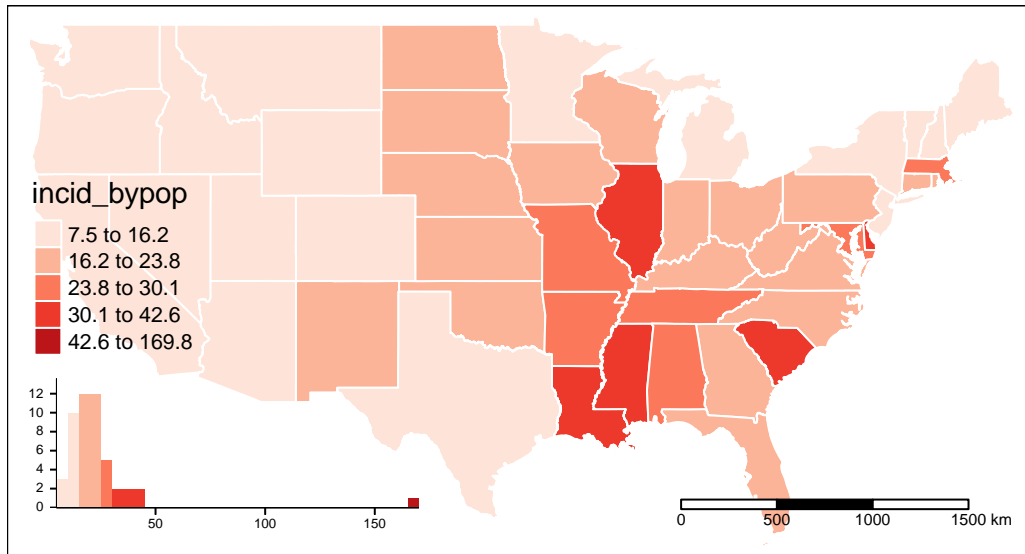 incid_bypop
7.5 to 16.2
16.2 to 23.8
23.8 to 30.1
30.1 to 42.6
42.6 to 169.8
12
10
8
6
4
2
0
50 100 150
0 500 1000 1500 km